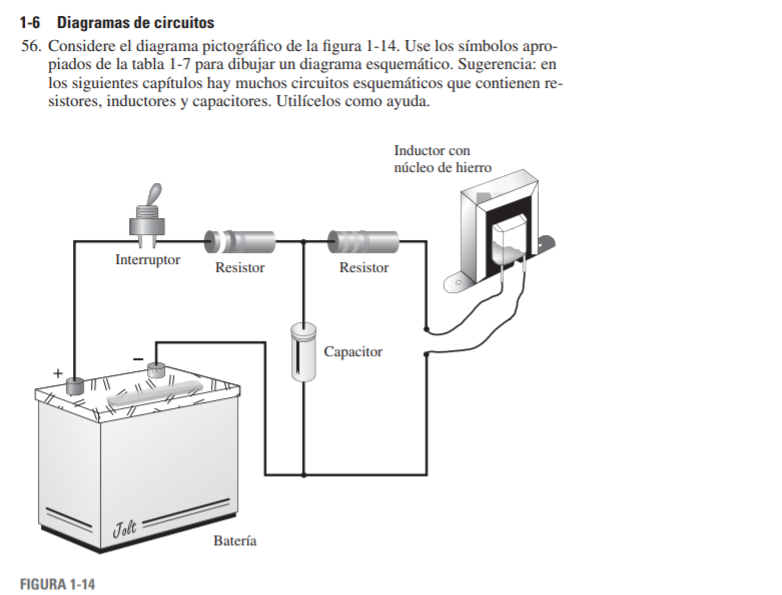 1-6 Diagramas de circuitos
56. Considere el diagrama pictográfico de la figura 1-14. Use los símbolos apro-
piados de la tabla 1-7 para dibujar un diagrama esquemático. Sugerencia: en
los siguientes capítulos hay muchos circuitos esquemáticos que contienen re-
sistores, inductores y capacitores. Utilícelos como ayuda.
Inductor con
núcleo de hierro
Interruptor
Resistor
Resistor
Capacitor
+
−
Jolt
Batería
FIGURA 1-14